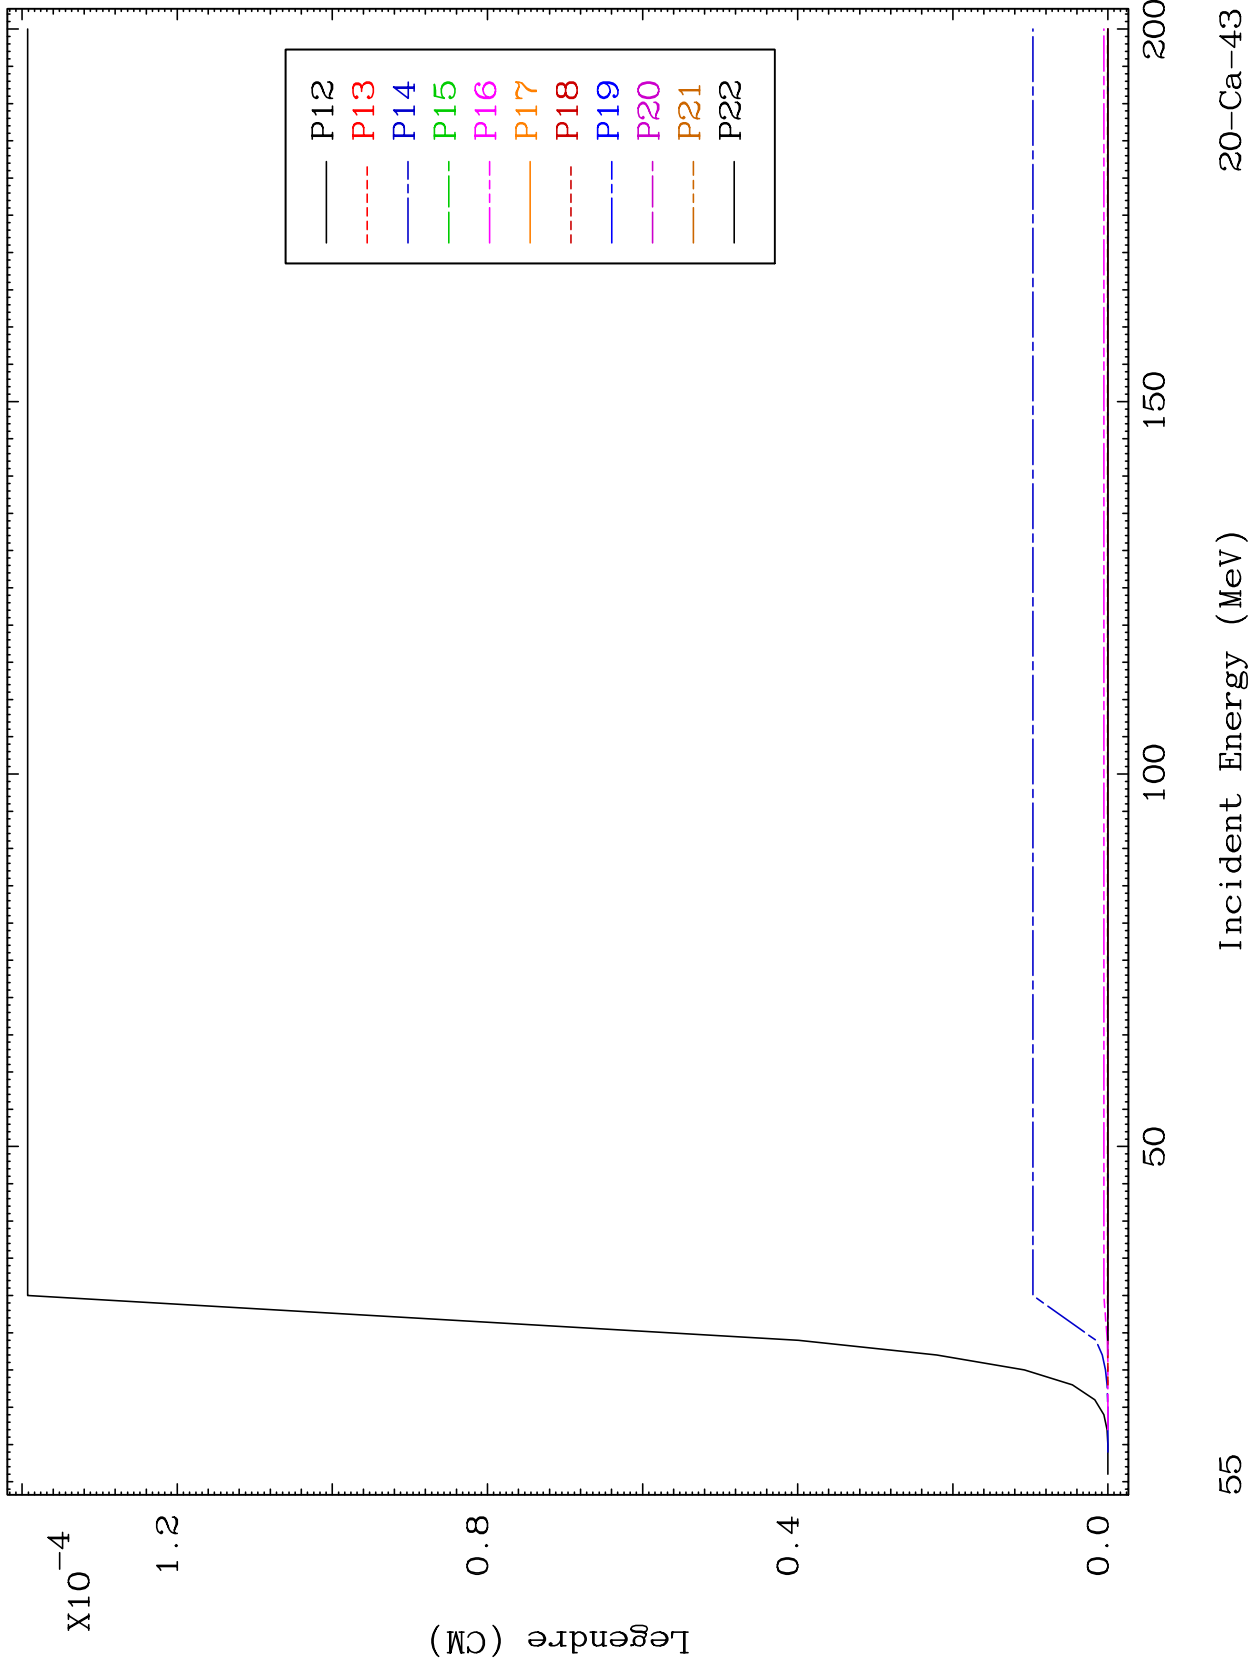 X10-4
1.2
0.8
0.4
0.0
Legendre (CM)
P12
P13
P14
P15
P16
P17
P18
P19
P20
P21
P22
50
100
150
200
Incident Energy (MeV)
55
20-Ca-43